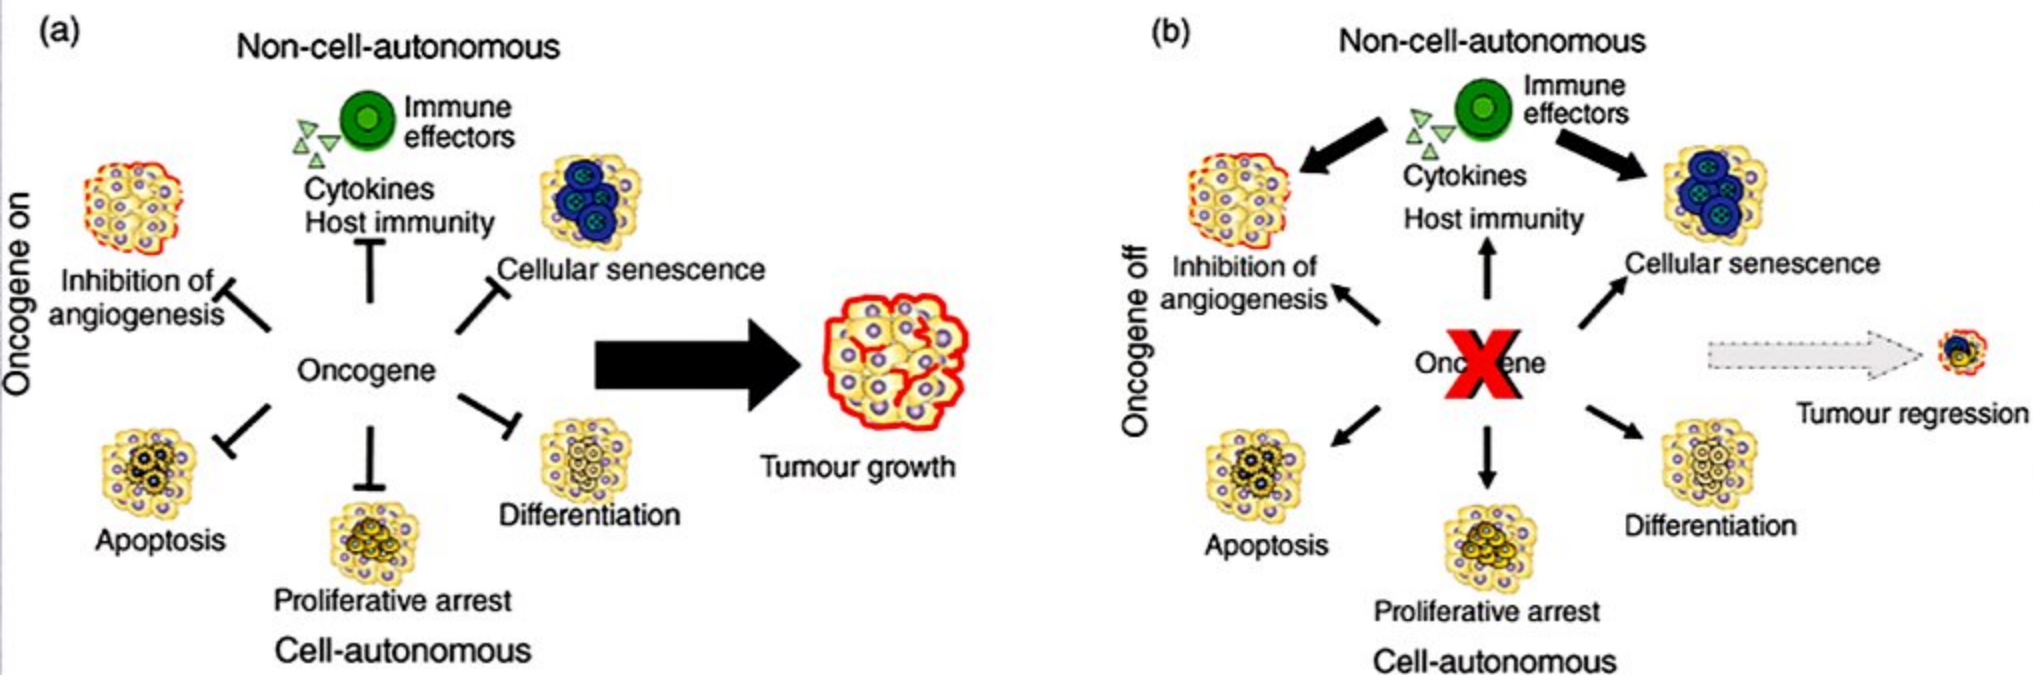 (a)
Non-cell-autonomous
Immune
effectors
Cytokines
Host immunity
Oncogene on
Inhibition of
angiogenesis
Cellular senescence
Oncogene
Tumour growth
Apoptosis
Differentiation
Proliferative arrest
Cell-autonomous
(b)
Non-cell-autonomous
Immune
effectors
Cytokines
Host immunity
Oncogene off
Inhibition of
angiogenesis
Cellular senescence
Onc ene
Tumour regression
Apoptosis
Differentiation
Proliferative arrest
Cell-autonomous